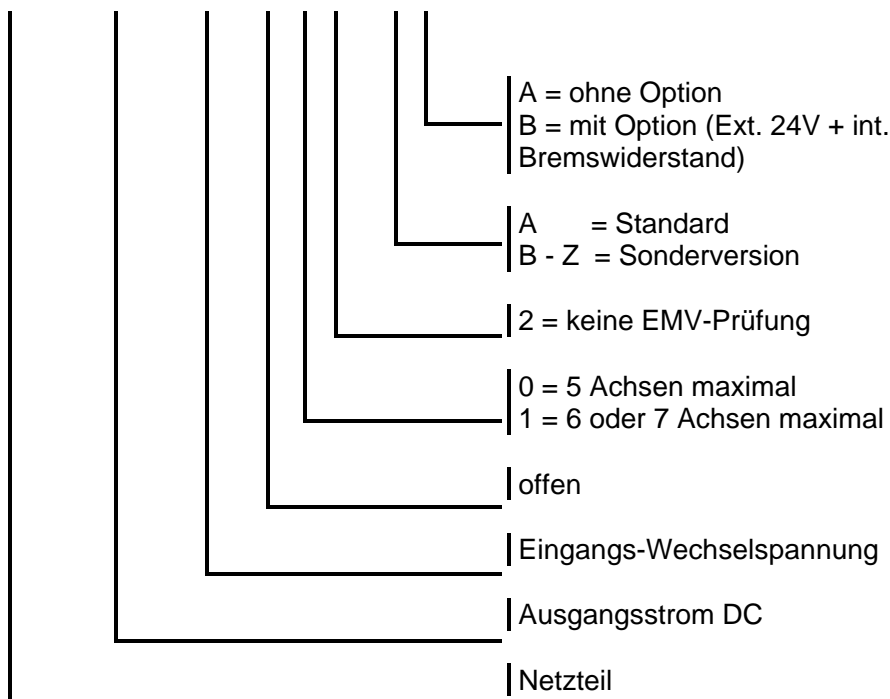 A = ohne Option
B = mit Option (Ext. 24V + int.
Bremswiderstand)
A = Standard
B - Z = Sonderversion
2 = keine EMV-Prüfung
0 = 5 Achsen maximal
1 = 6 oder 7 Achsen maximal
offen
Eingangs-Wechselspannung
Ausgangsstrom DC
Netzteil